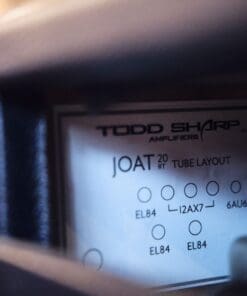 TODD SHARP
AMPLIFIERS
JOAT 20 RT TUBE LAYOUT
EL84 12AX7 6AU6
EL84 EL84